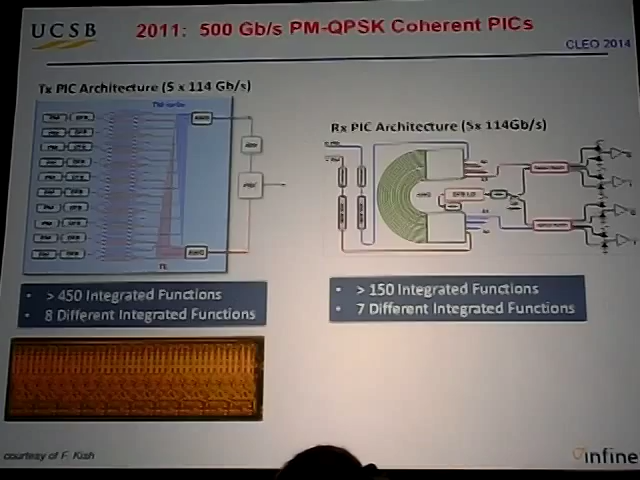 UCSB
2011: 500 Gb/s PM-QPSK Coherent PICs
CLEO 2014
Tx PIC Architecture (5 x 114 Gb/s)
Rx PIC Architecture (5x 114Gb/s)
• > 450 Integrated Functions
• 8 Different Integrated Functions
• > 150 Integrated Functions
• 7 Different Integrated Functions
courtesy of F. Kish
infine